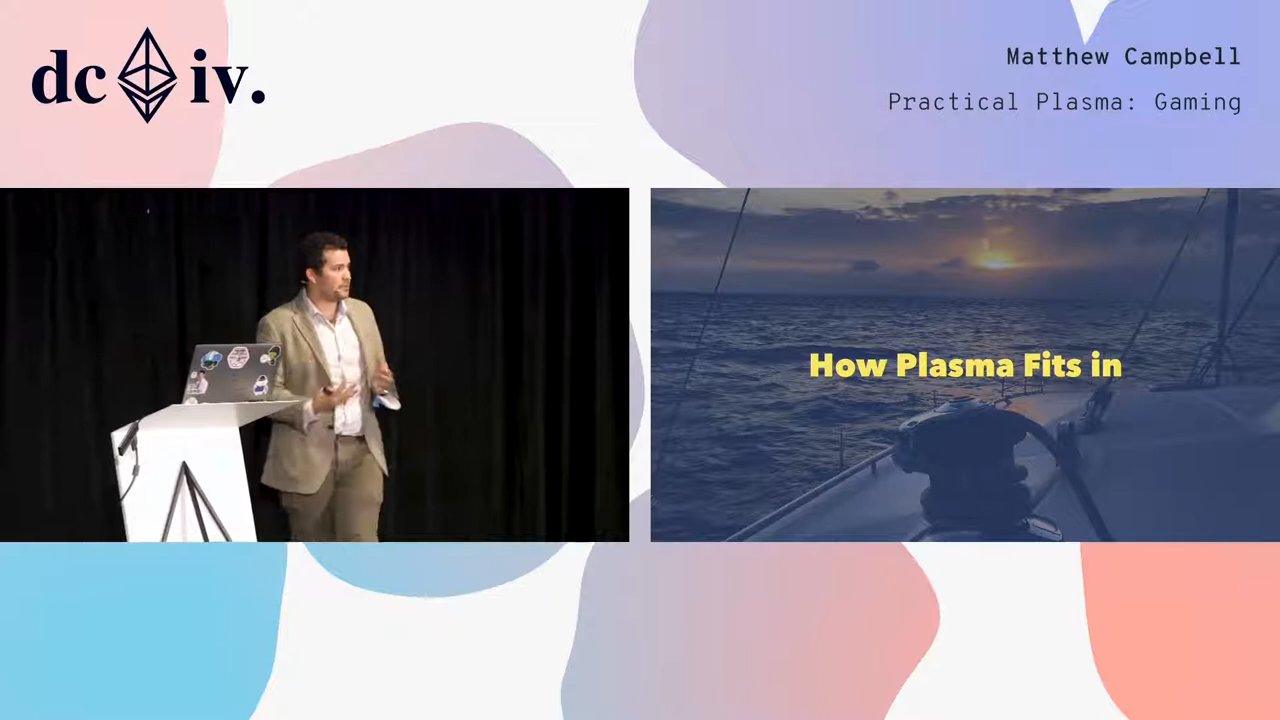 dc iv.
Matthew Campbell
Practical Plasma: Gaming
How Plasma Fits in